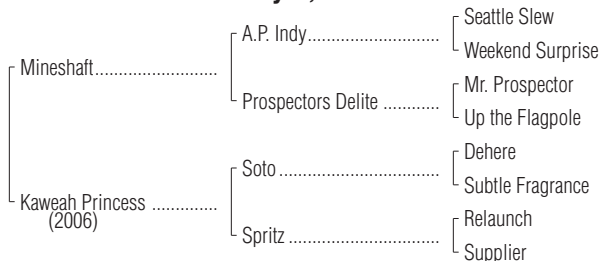 Seattle Slew
A.P. Indy
Weekend Surprise
Mineshaft
Mr. Prospector
Prospectors Delite
Up the Flagpole
Dehere
Soto
Subtle Fragrance
Kaweah Princess
(2006)
Relaunch
Spritz
Supplier